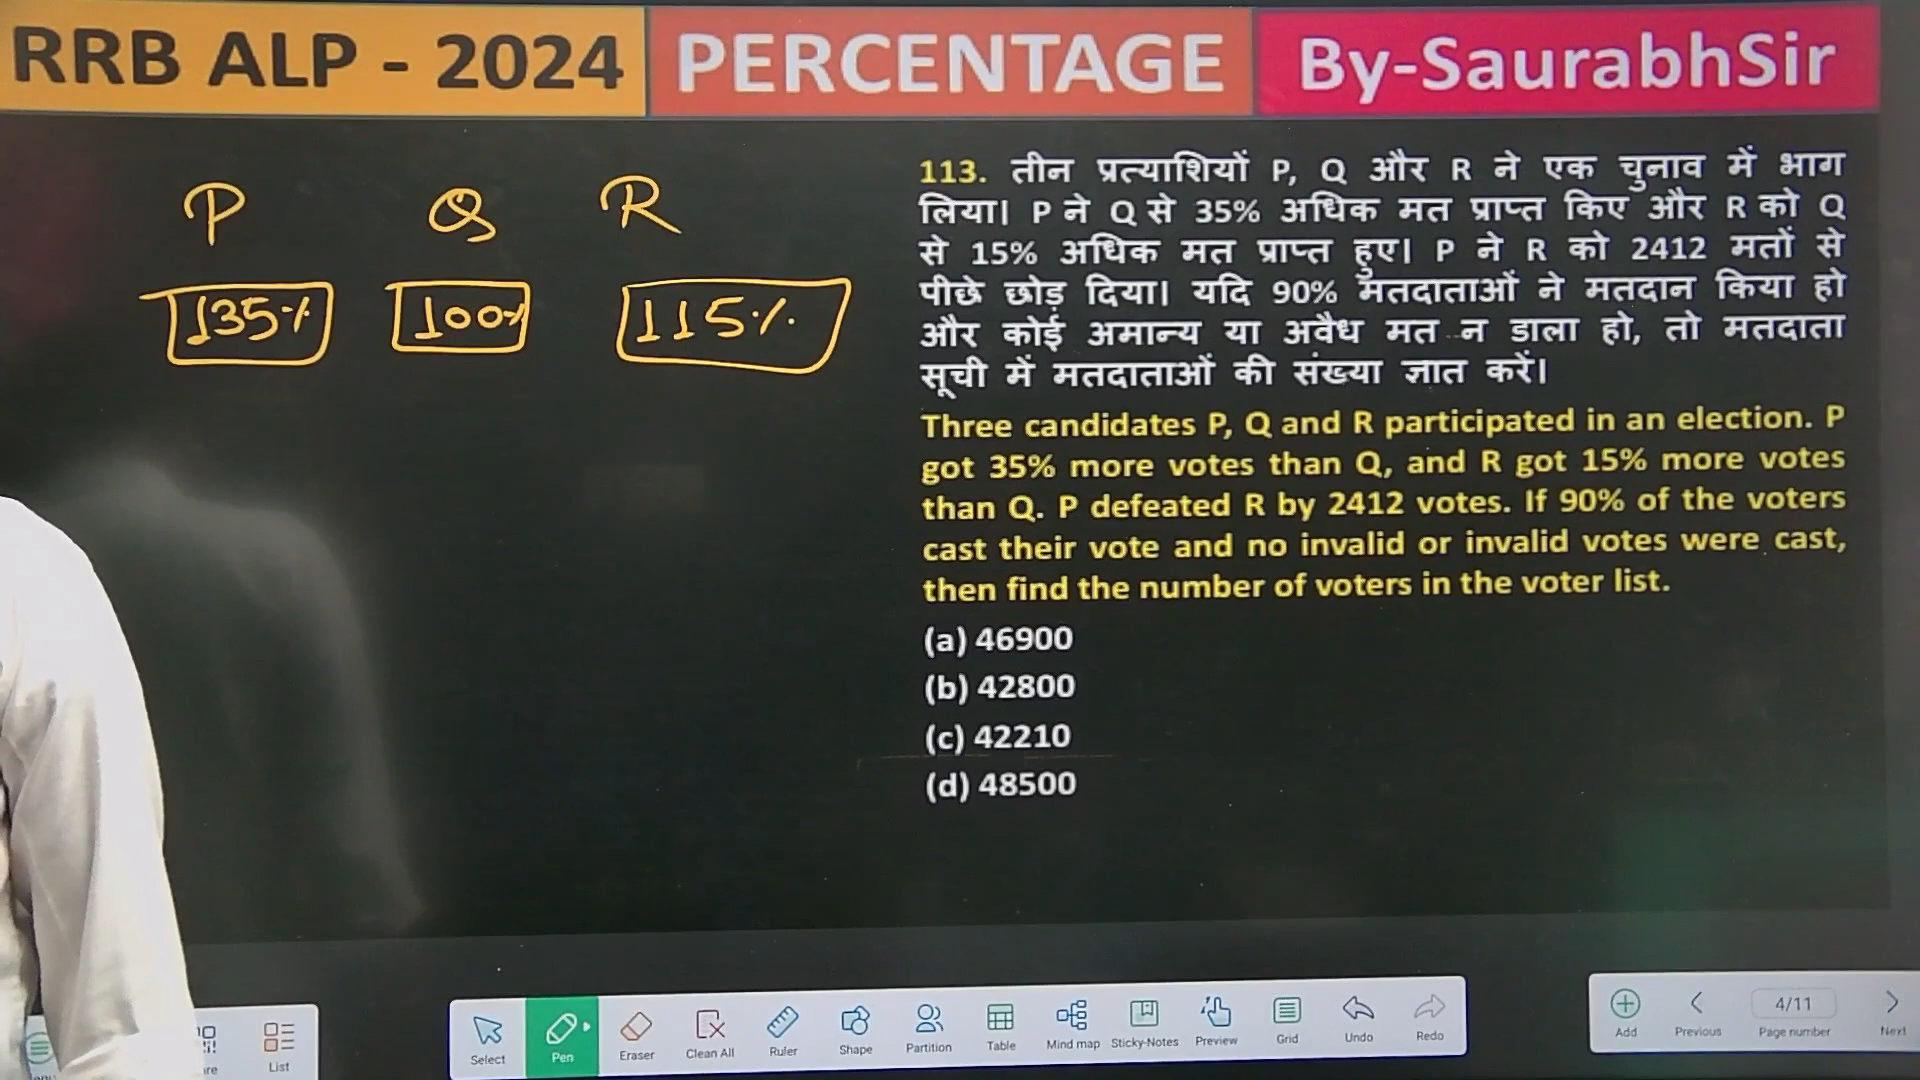 RRB ALP - 2024 PERCENTAGE By-SaurabhSir
P Q R
135% 100% 115%
113. तीन प्रत्याशियों P, Q और R ने एक चुनाव में भाग
लिया। P ने Q से 35% अधिक मत प्राप्त किए और R को Q
से 15% अधिक मत प्राप्त हुए। P ने R को 2412 मतों से
पीछे छोड़ दिया। यदि 90% मतदाताओं ने मतदान किया हो
और कोई अमान्य या अवैध मत न डाला हो, तो मतदाता
सूची में मतदाताओं की संख्या ज्ञात करें।
Three candidates P, Q and R participated in an election. P
got 35% more votes than Q, and R got 15% more votes
than Q. P defeated R by 2412 votes. If 90% of the voters
cast their vote and no invalid or invalid votes were cast,
then find the number of voters in the voter list.
(a) 46900
(b) 42800
(c) 42210
(d) 48500
List Select Pen Eraser Clean All Ruler Shape Partition Table Mind map Sticky-Notes Preview Grid Undo Redo
4/11
Add Previous Page number Next